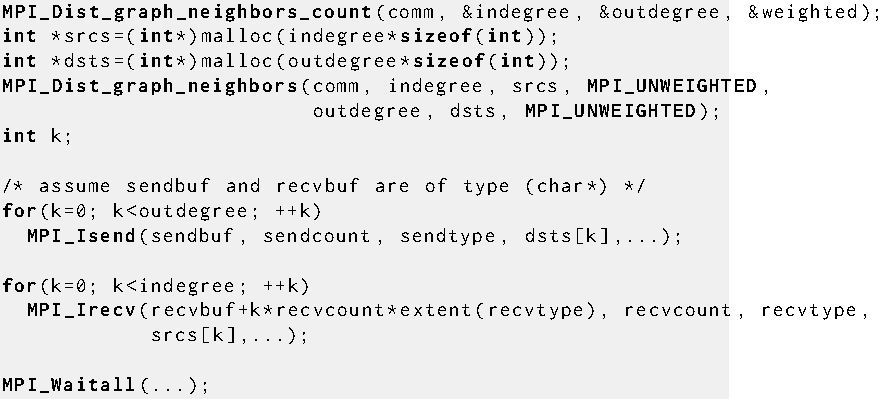 MPI_Dist_graph_neighbors_count(comm, &indegree, &outdegree, &weighted);
int *srcs=(int*)malloc(indegree*sizeof(int));
int *dsts=(int*)malloc(outdegree*sizeof(int));
MPI_Dist_graph_neighbors(comm, indegree, srcs, MPI_UNWEIGHTED,
                         outdegree, dsts, MPI_UNWEIGHTED);
int k;

/* assume sendbuf and recvbuf are of type (char*) */
for(k=0; k<outdegree; ++k)
  MPI_Isend(sendbuf, sendcount, sendtype, dsts[k],...);

for(k=0; k<indegree; ++k)
  MPI_Irecv(recvbuf+k*recvcount*extent(recvtype), recvcount, recvtype,
            srcs[k],...);

MPI_Waitall(...);